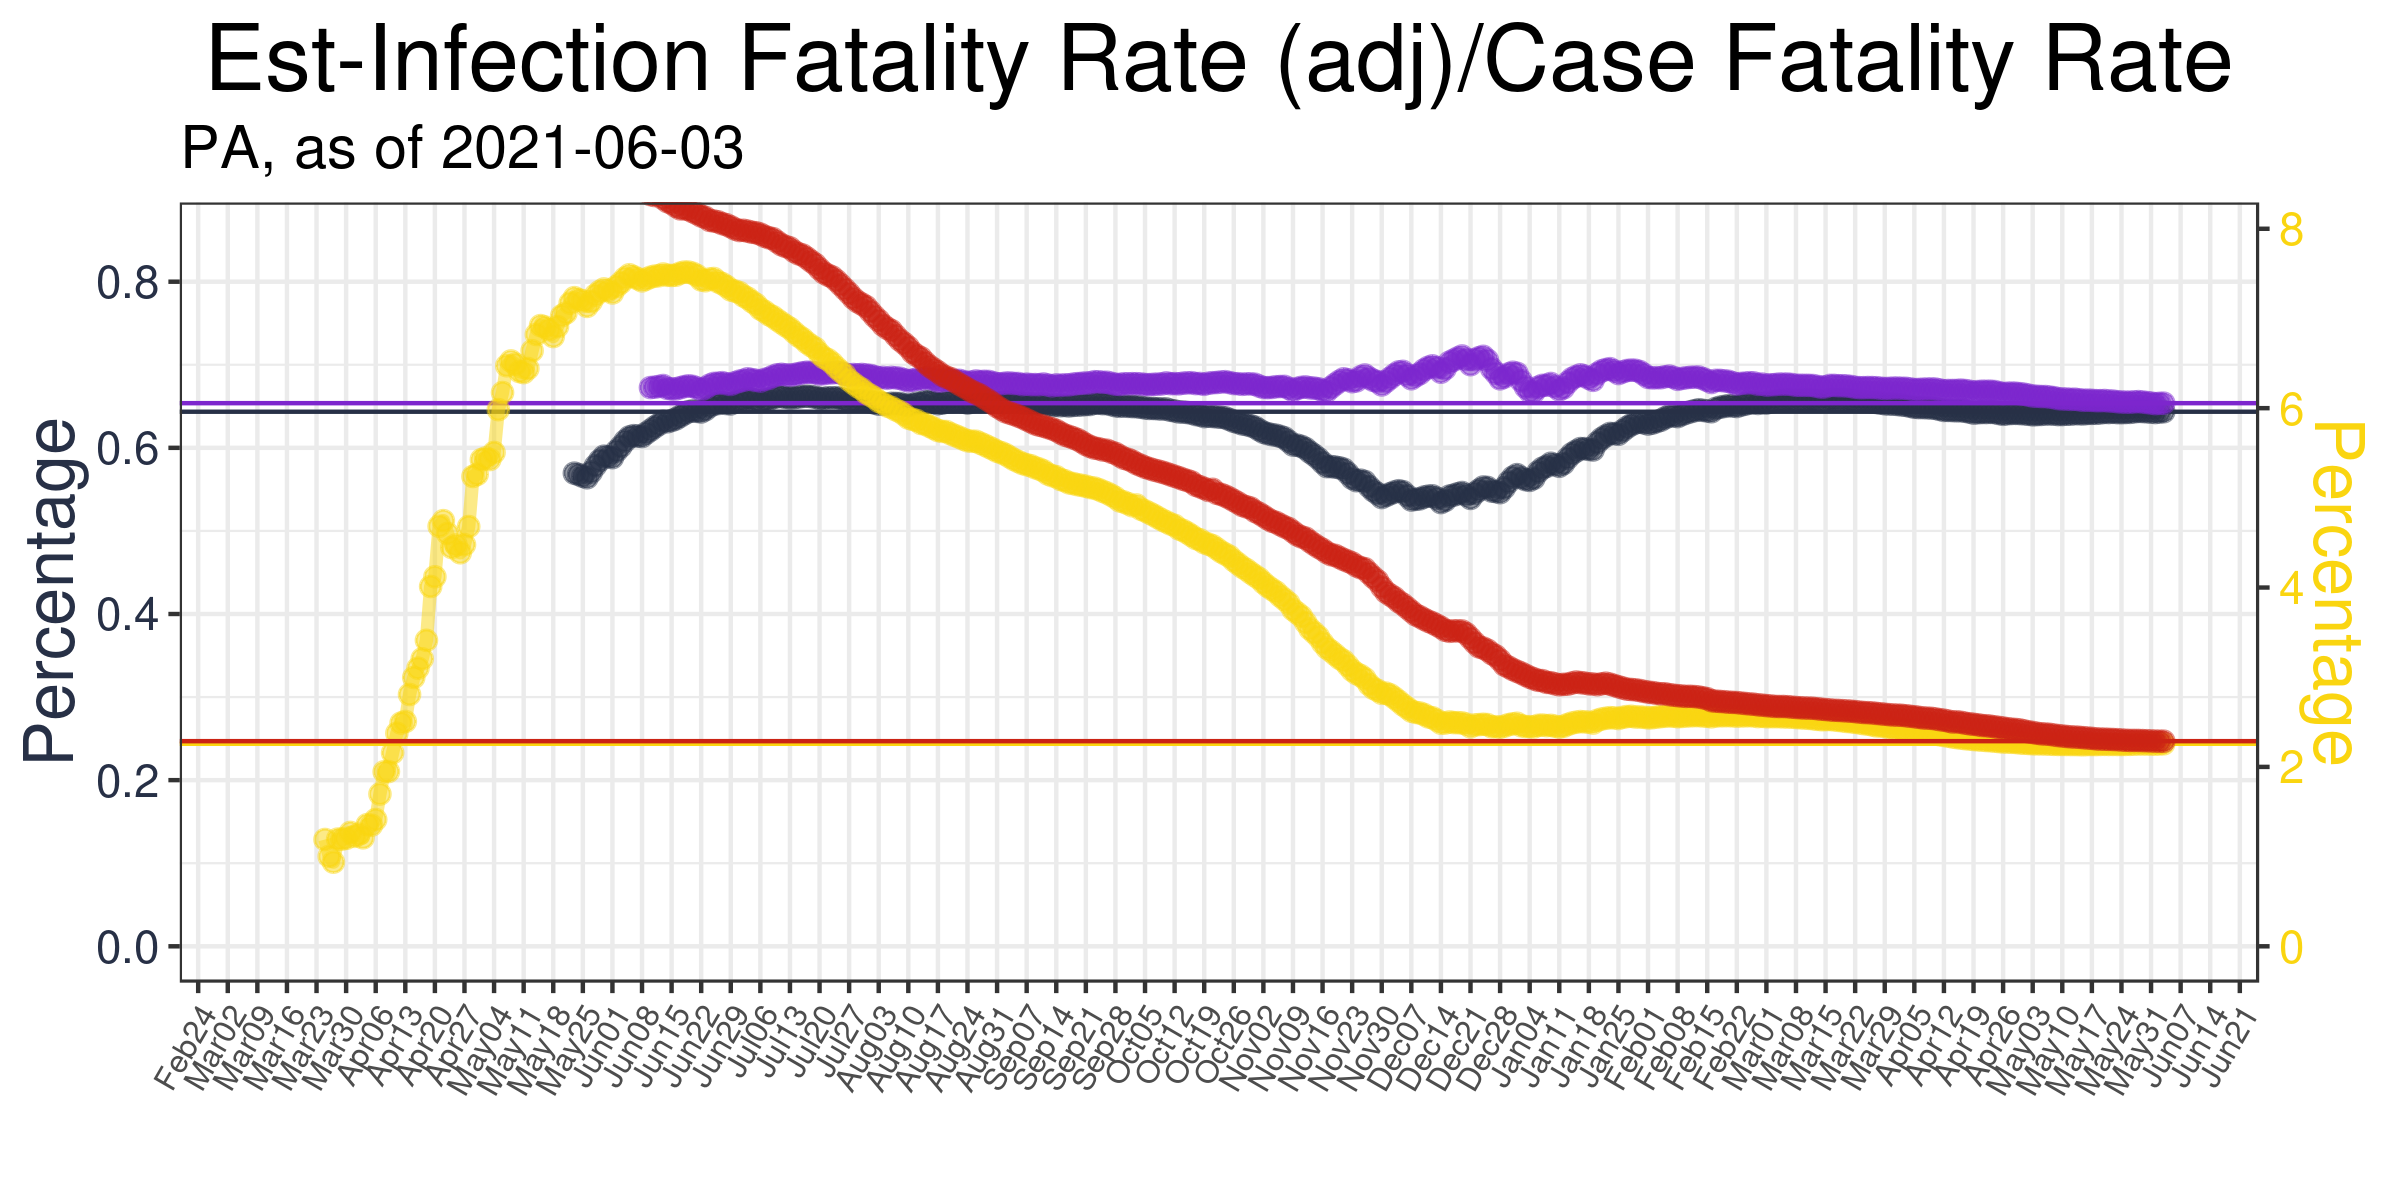 Est-Infection Fatality Rate (adj)/Case Fatality Rate
PA, as of 2021-06-03
Percentage
0.8
0.6
0.4
0.2
0.0
8
6
4
2
0
Percentage
Feb24
Mar02
Mar09
Mar16
Mar23
Mar30
Apr06
Apr13
Apr20
Apr27
May04
May11
May18
May25
Jun01
Jun08
Jun15
Jun22
Jun29
Jul06
Jul13
Jul20
Jul27
Aug03
Aug10
Aug17
Aug24
Aug31
Sep07
Sep14
Sep21
Sep28
Oct05
Oct12
Oct19
Oct26
Nov02
Nov09
Nov16
Nov23
Nov30
Dec07
Dec14
Dec21
Dec28
Jan04
Jan11
Jan18
Jan25
Feb01
Feb08
Feb15
Feb22
Mar01
Mar08
Mar15
Mar22
Mar29
Apr05
Apr12
Apr19
Apr26
May03
May10
May17
May24
May31
Jun07
Jun14
Jun21